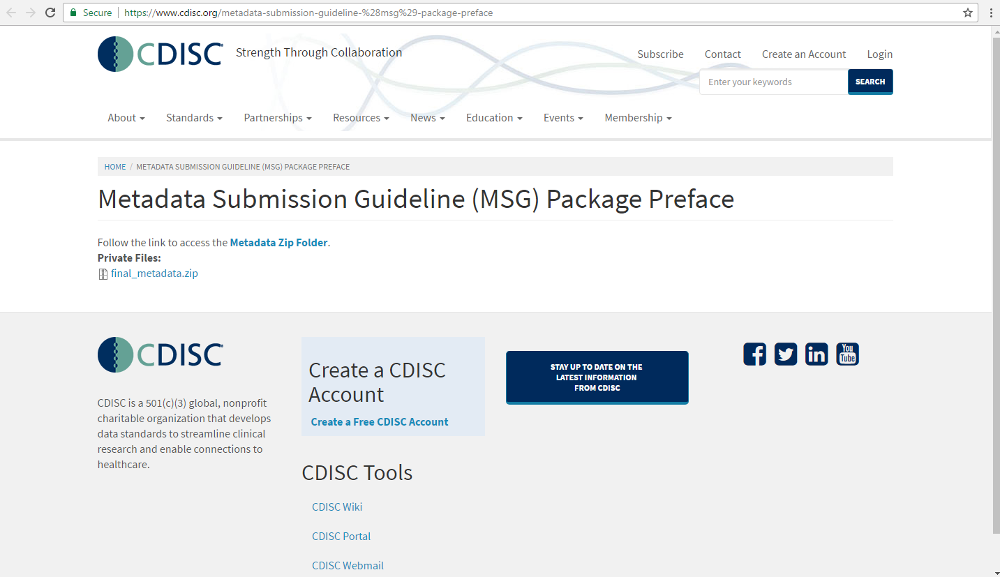 Secure https://www.cdisc.org/metadata-submission-guideline-%28msg%29-package-preface
CDISC Strength Through Collaboration
Subscribe Contact Create an Account Login
Enter your keywords SEARCH
About Standards Partnerships Resources News Education Events Membership
HOME / METADATA SUBMISSION GUIDELINE (MSG) PACKAGE PREFACE
Metadata Submission Guideline (MSG) Package Preface
Follow the link to access the Metadata Zip Folder.
Private Files:
final_metadata.zip
CDISC
CDISC is a 501(c)(3) global, nonprofit
charitable organization that develops
data standards to streamline clinical
research and enable connections to
healthcare.
Create a CDISC
Account
Create a Free CDISC Account
CDISC Tools
CDISC Wiki
CDISC Portal
CDISC Webmail
STAY UP TO DATE ON THE
LATEST INFORMATION
FROM CDISC
You
Tube